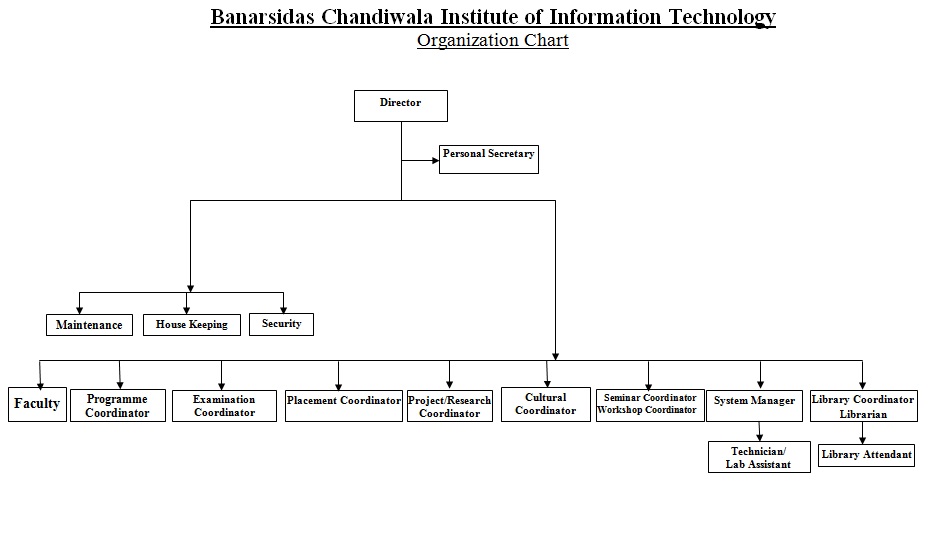 Banarsidas Chandiwala Institute of Information Technology
Organization Chart
Director
Personal Secretary
Maintenance
House Keeping
Security
Faculty
Programme
Coordinator
Examination
Coordinator
Placement Coordinator
Project/Research
Coordinator
Cultural
Coordinator
Seminar Coordinator
Workshop Coordinator
System Manager
Library Coordinator
Librarian
Technician/
Lab Assistant
Library Attendant